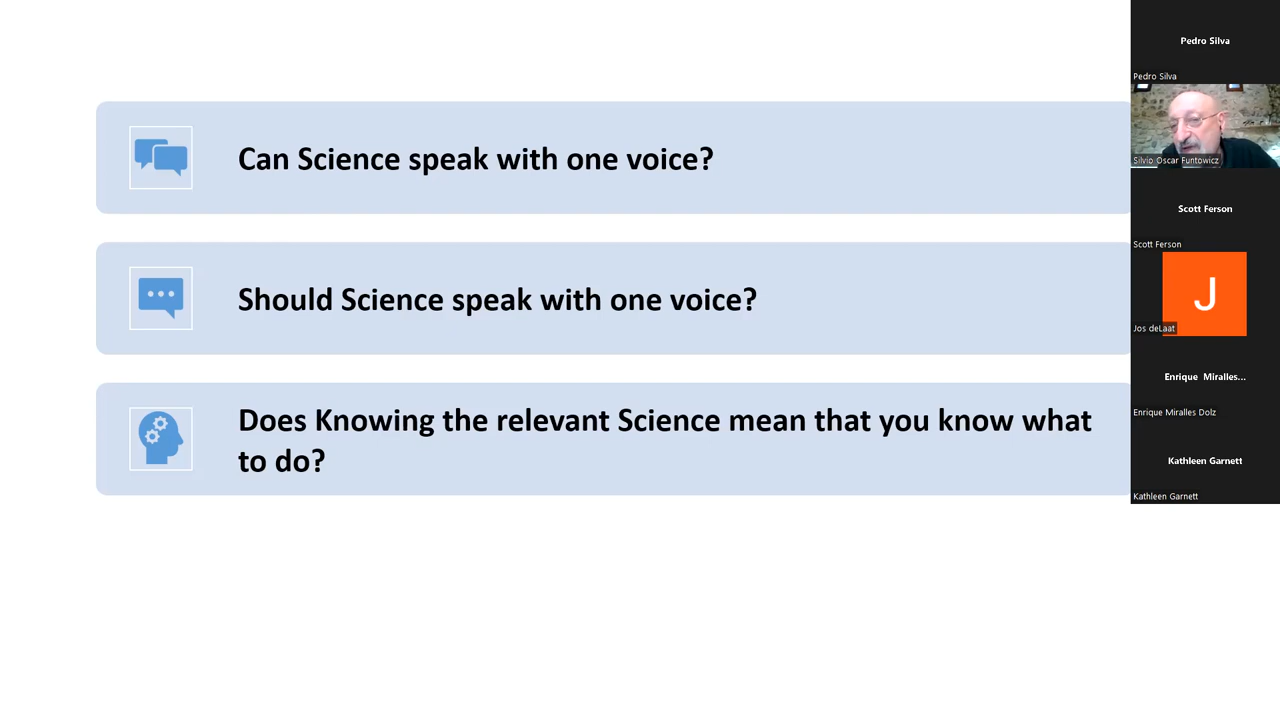 Can Science speak with one voice?
Should Science speak with one voice?
Does Knowing the relevant Science mean that you know what
to do?
Pedro Silva
Pedro Silva
Silvio Oscar Funtowicz
Scott Ferson
Scott Ferson
J
Jos deLaat
Enrique Miralles...
Enrique Miralles Dolz
Kathleen Garnett
Kathleen Garnett